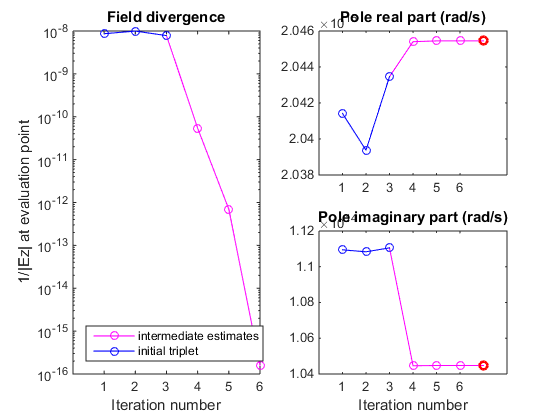 Field divergence
10^-8
10^-9
10^-10
10^-11
10^-12
10^-13
10^-14
10^-15
10^-16
1/|Ez| at evaluation point
intermediate estimates
initial triplet
1 2 3 4 5 6
Iteration number
Pole real part (rad/s)
2.046
2.044
2.042
2.04
2.038
1 2 3 4 5 6
Pole imaginary part (rad/s)
1.12
1.1
1.08
1.06
1.04
1 2 3 4 5 6
Iteration number